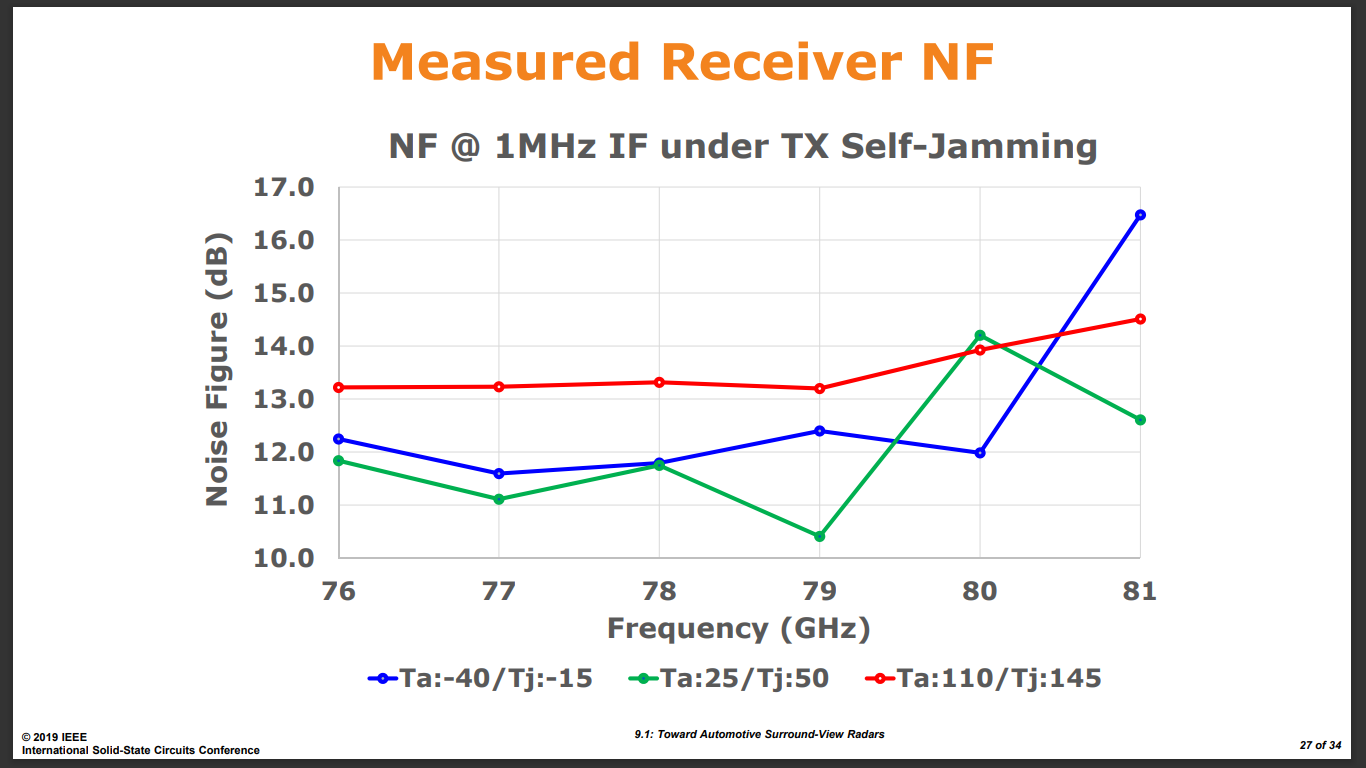 Measured Receiver NF
NF @ 1MHz IF under TX Self-Jamming
17.0
16.0
15.0
14.0
13.0
12.0
11.0
10.0
Noise Figure (dB)
76 77 78 79 80 81
Frequency (GHz)
Ta:-40/Tj:-15 Ta:25/Tj:50 Ta:110/Tj:145
© 2019 IEEE
International Solid-State Circuits Conference
9.1: Toward Automotive Surround-View Radars
27 of 34